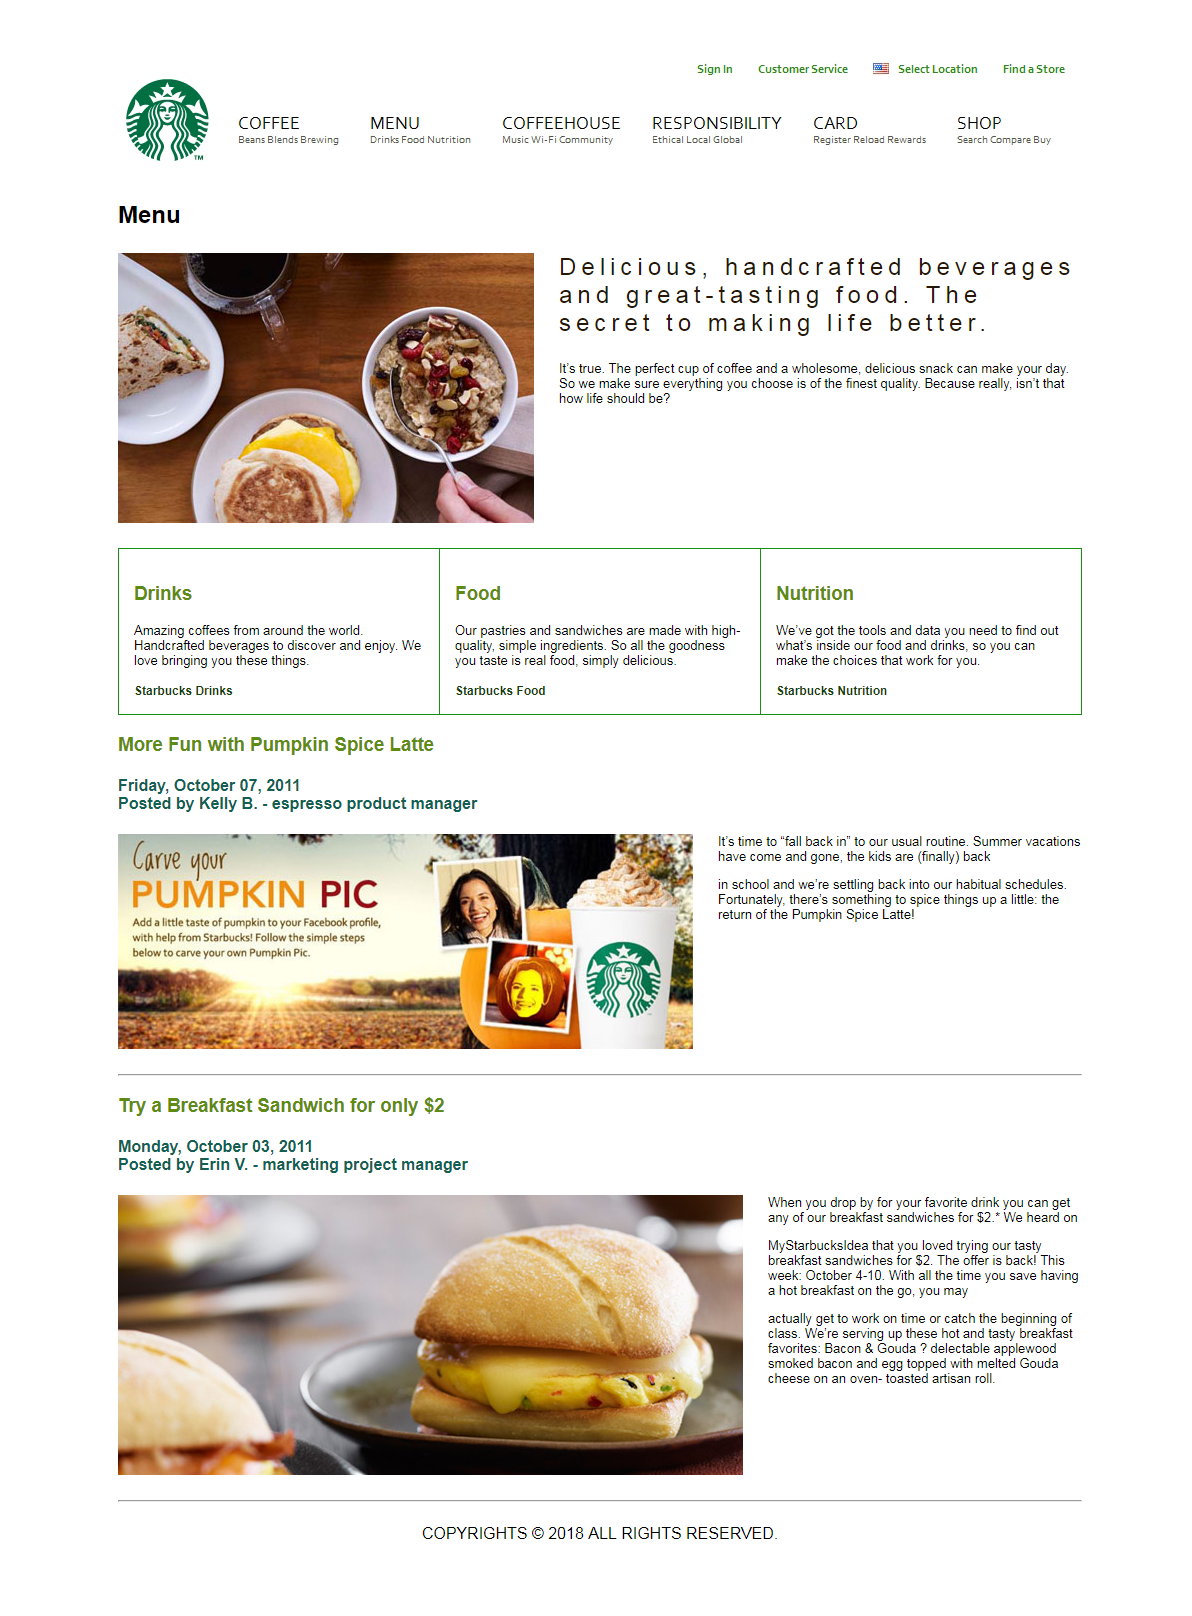 Sign In Customer Service Select Location Find a Store
COFFEE MENU COFFEEHOUSE RESPONSIBILITY CARD SHOP
Beans Blends Brewing Drinks Food Nutrition Music Wi-Fi Community Ethical Local Global Register Reload Rewards Search Compare Buy
TM
Menu
Delicious, handcrafted beverages
and great-tasting food. The
secret to making life better.
It’s true. The perfect cup of coffee and a wholesome, delicious snack can make your day.
So we make sure everything you choose is of the finest quality. Because really, isn’t that
how life should be?
Drinks
Amazing coffees from around the world.
Handcrafted beverages to discover and enjoy. We
love bringing you these things.
Starbucks Drinks
Food
Our pastries and sandwiches are made with high-
quality, simple ingredients. So all the goodness
you taste is real food, simply delicious.
Starbucks Food
Nutrition
We’ve got the tools and data you need to find out
what’s inside our food and drinks, so you can
make the choices that work for you.
Starbucks Nutrition
More Fun with Pumpkin Spice Latte
Friday, October 07, 2011
Posted by Kelly B. - espresso product manager
Carve your
PUMPKIN PIC
Add a little taste of pumpkin to your Facebook profile,
with help from Starbucks! Follow the simple steps
below to carve your own Pumpkin Pic.
It’s time to “fall back in” to our usual routine. Summer vacations
have come and gone, the kids are (finally) back
in school and we’re settling back into our habitual schedules.
Fortunately, there’s something to spice things up a little: the
return of the Pumpkin Spice Latte!
Try a Breakfast Sandwich for only $2
Monday, October 03, 2011
Posted by Erin V. - marketing project manager
When you drop by for your favorite drink you can get
any of our breakfast sandwiches for $2.* We heard on
MyStarbucksIdea that you loved trying our tasty
breakfast sandwiches for $2. The offer is back! This
week: October 4-10. With all the time you save having
a hot breakfast on the go, you may
actually get to work on time or catch the beginning of
class. We’re serving up these hot and tasty breakfast
favorites: Bacon & Gouda ? delectable applewood
smoked bacon and egg topped with melted Gouda
cheese on an oven- toasted artisan roll.
COPYRIGHTS © 2018 ALL RIGHTS RESERVED.